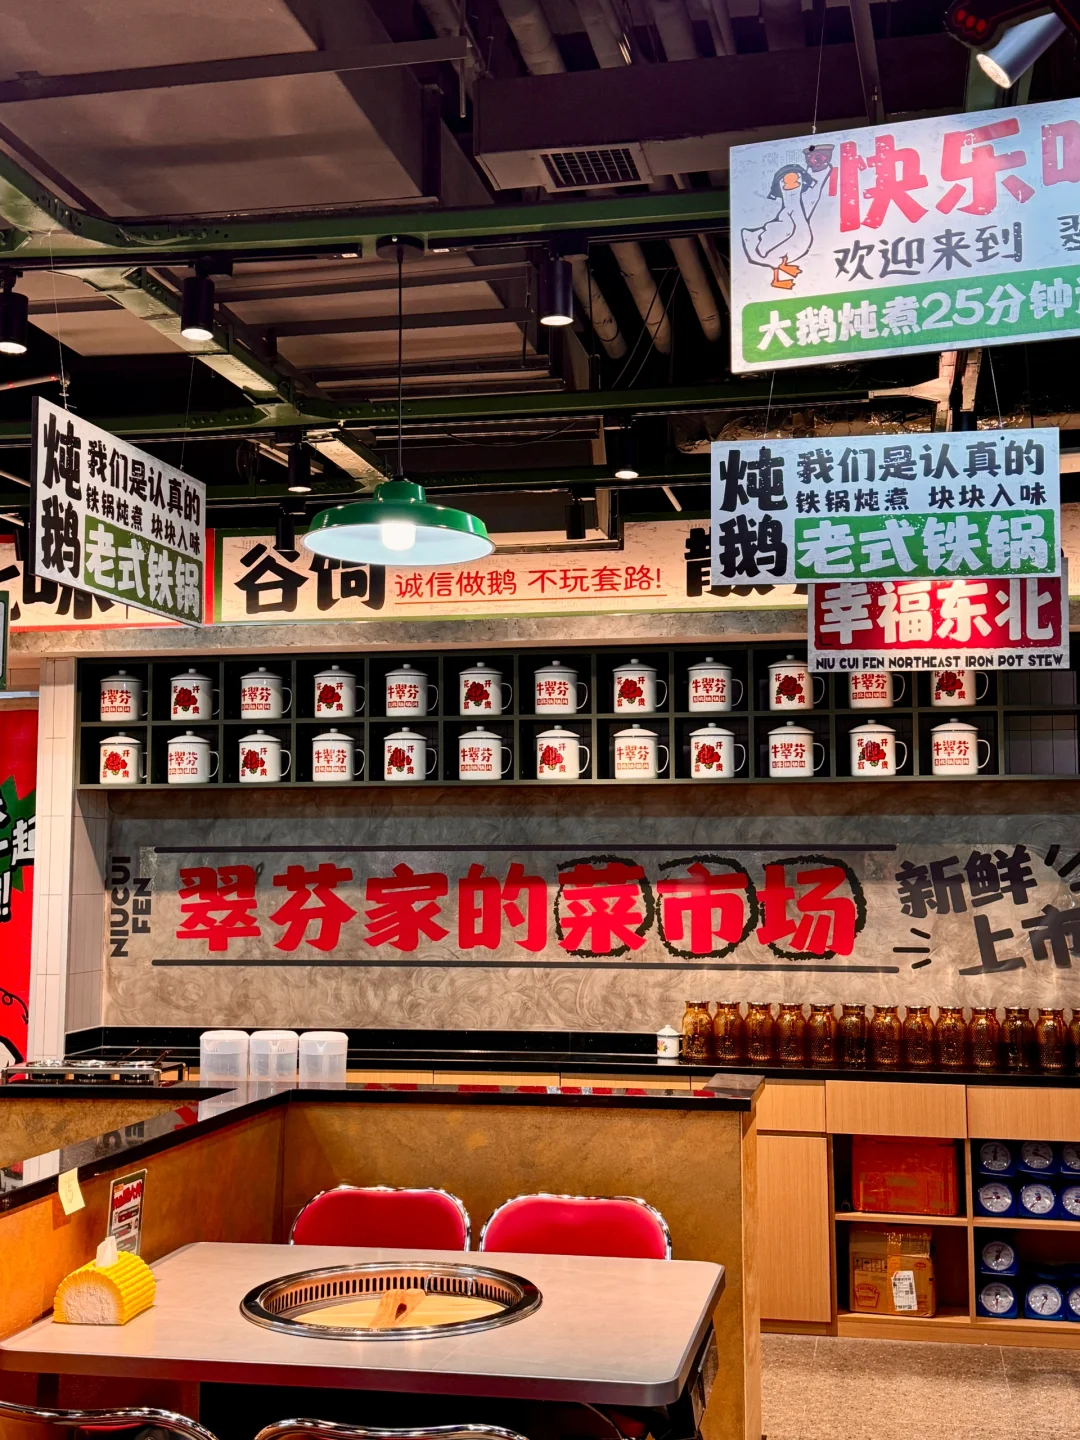 快乐
欢迎来到
大鹅炖煮25分钟
炖鹅
我们是认真的
铁锅炖煮 块块入味
老式铁锅
炖鹅
我们是认真的
铁锅炖煮 块块入味
老式铁锅
幸福东北
NIU CUI FEN NORTHEAST IRON POT STEW
谷饲
诚信做鹅 不玩套路!
牛翠芬
花开富贵
NIUCUI
FEN
翠芬家的菜市场
新鲜
上市